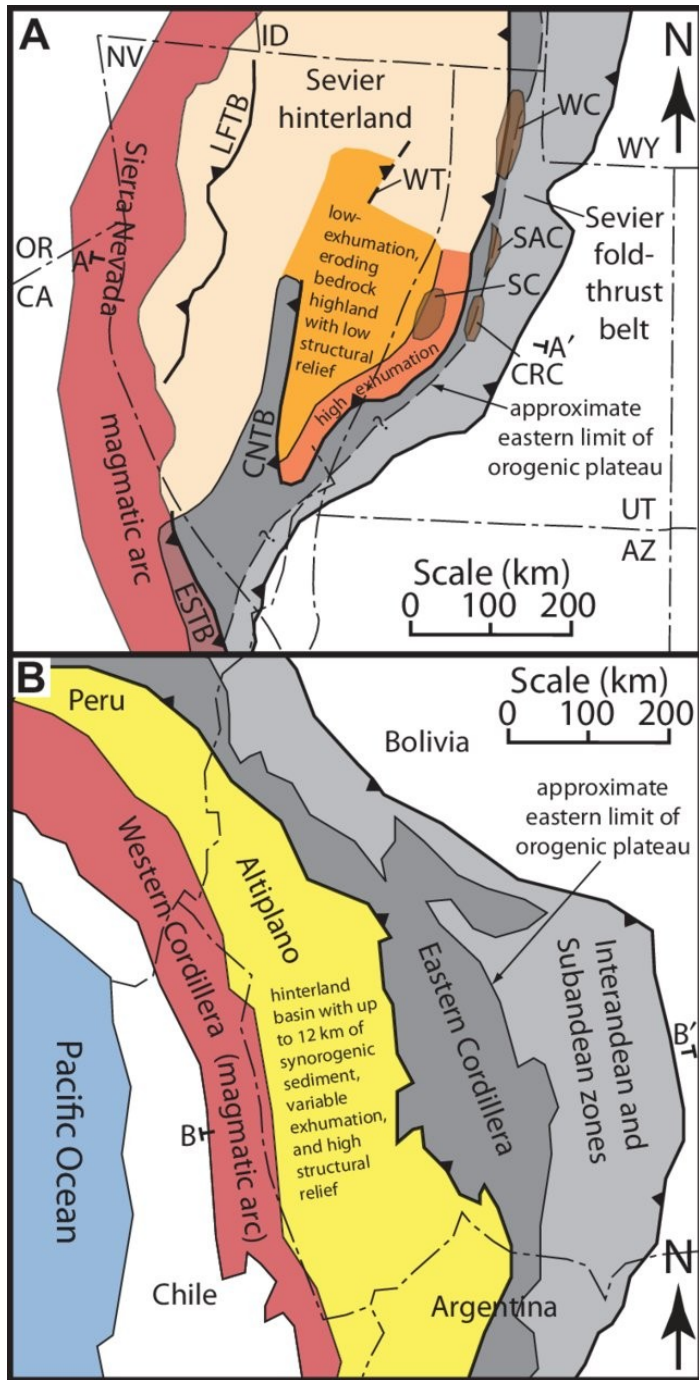 A
NV
ID
N
Sevier
hinterland
LFTB
WC
WT
WY
Sierra Nevada
low-
exhumation,
eroding
bedrock
highland
with low
structural
relief
SAC
Sevier
fold-
thrust
belt
OR
CA
A
SC
A′
CRC
high exhumation
approximate
eastern limit of
orogenic plateau
CNTB
?
magmatic arc
UT
AZ
?
ESTB
Scale (km)
0 100 200
B
Peru
Scale (km)
0 100 200
Bolivia
approximate
eastern limit of
orogenic plateau
Western Cordillera (magmatic arc)
Altiplano
hinterland
basin with up
to 12 km of
synorogenic
sediment,
variable
exhumation,
and high
structural
relief
Eastern Cordillera
Interandean and
Subandean zones
B′
B
Pacific Ocean
N
Chile
Argentina